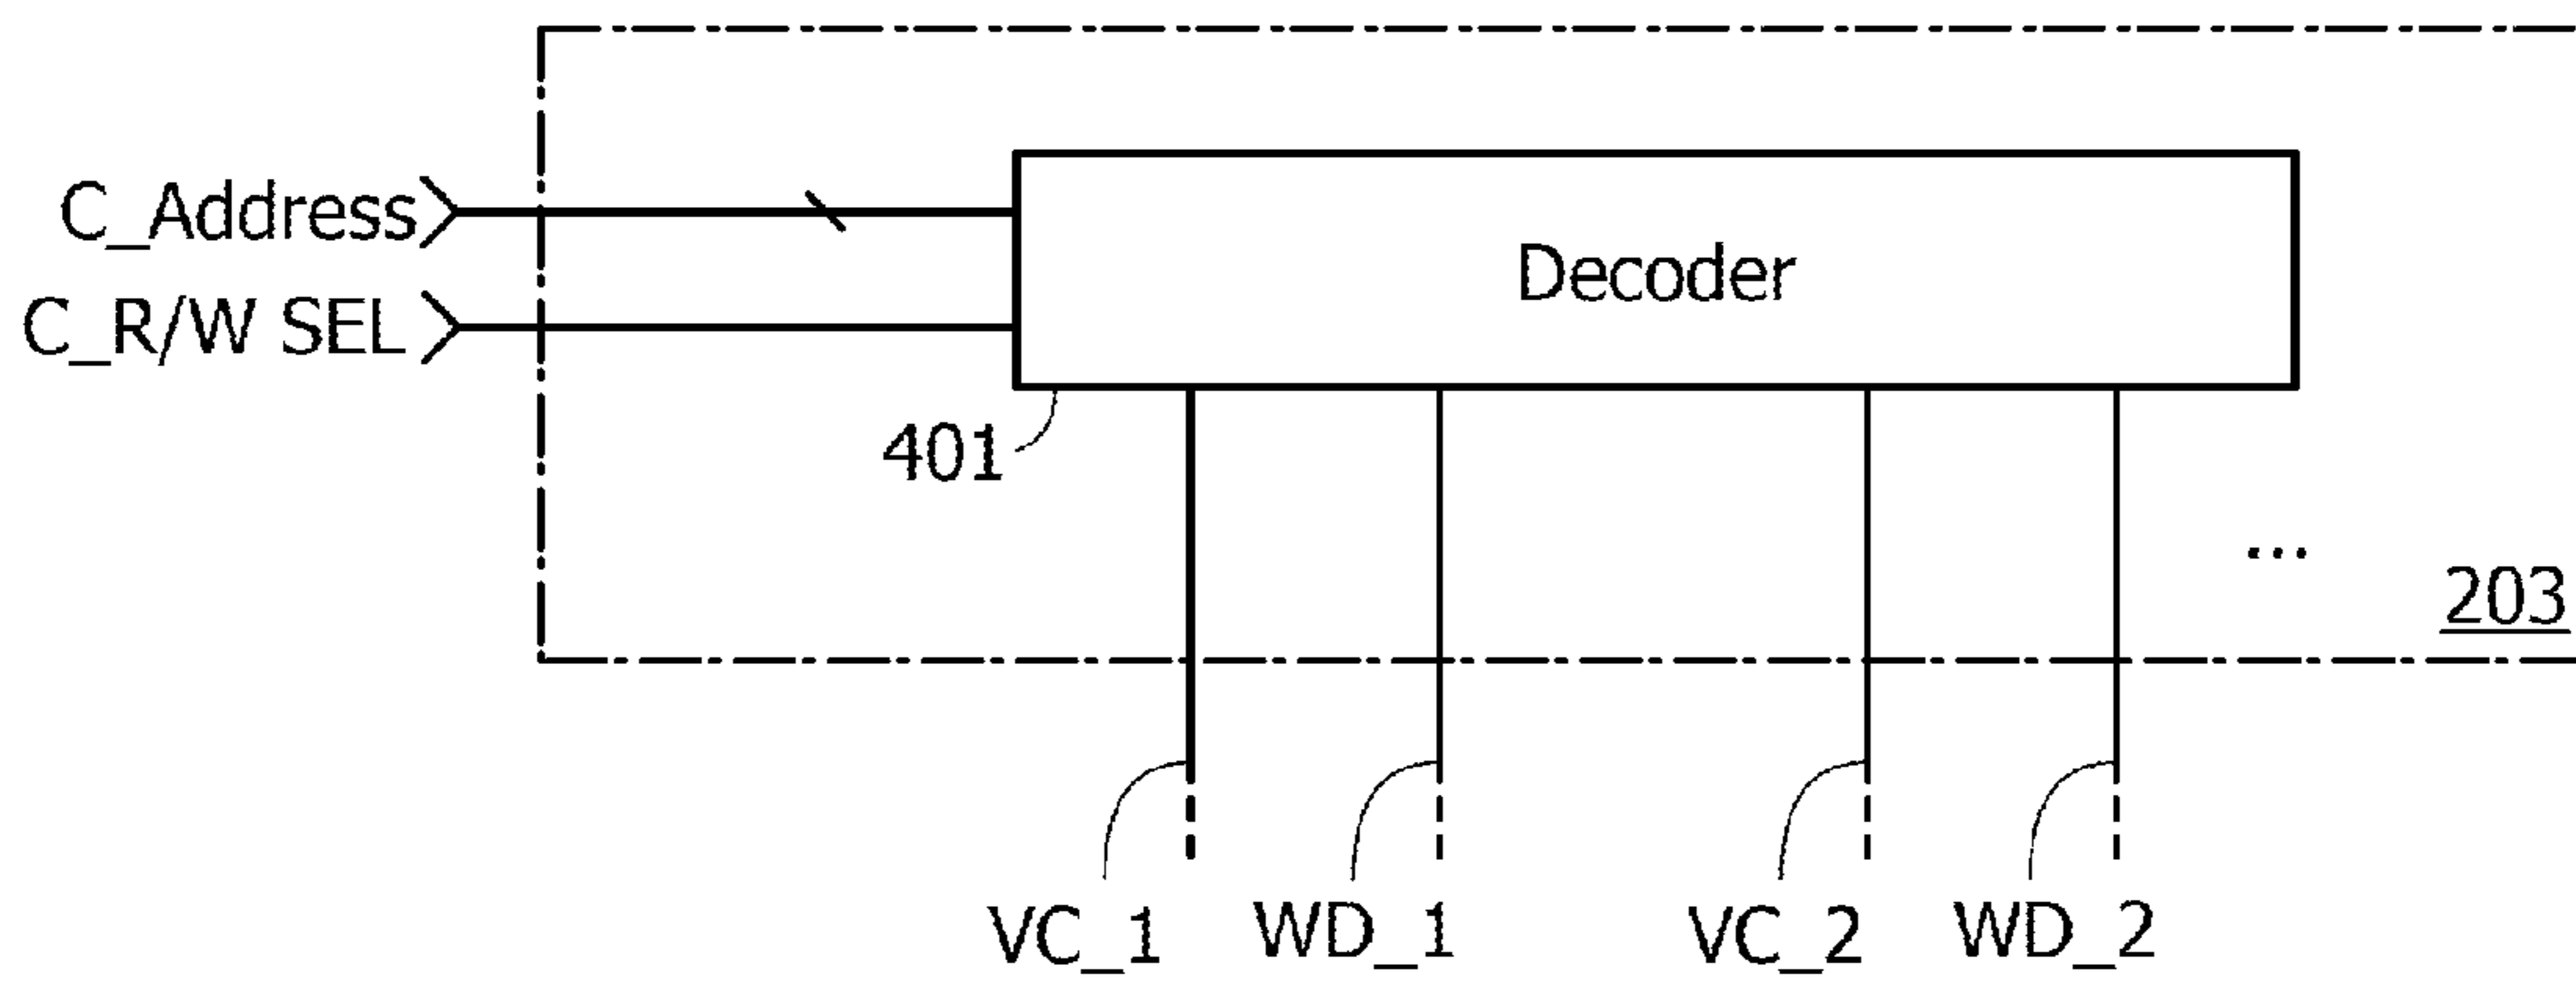 C_Address
Decoder
C_R/W SEL
401
...
203
VC_1 WD_1 VC_2 WD_2